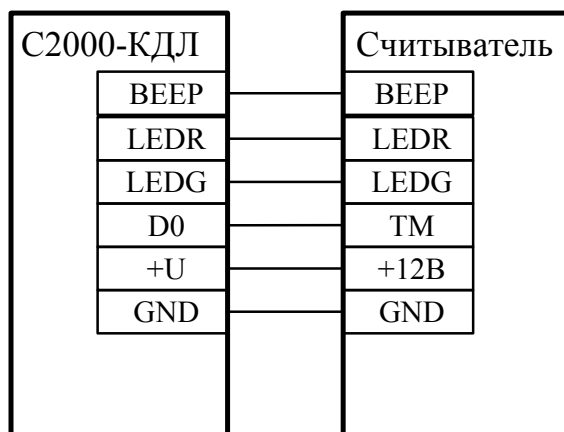 С2000-КДЛ
Считыватель
BEEP
BEEP
LEDR
LEDR
LEDG
LEDG
D0
TM
+U
+12В
GND
GND